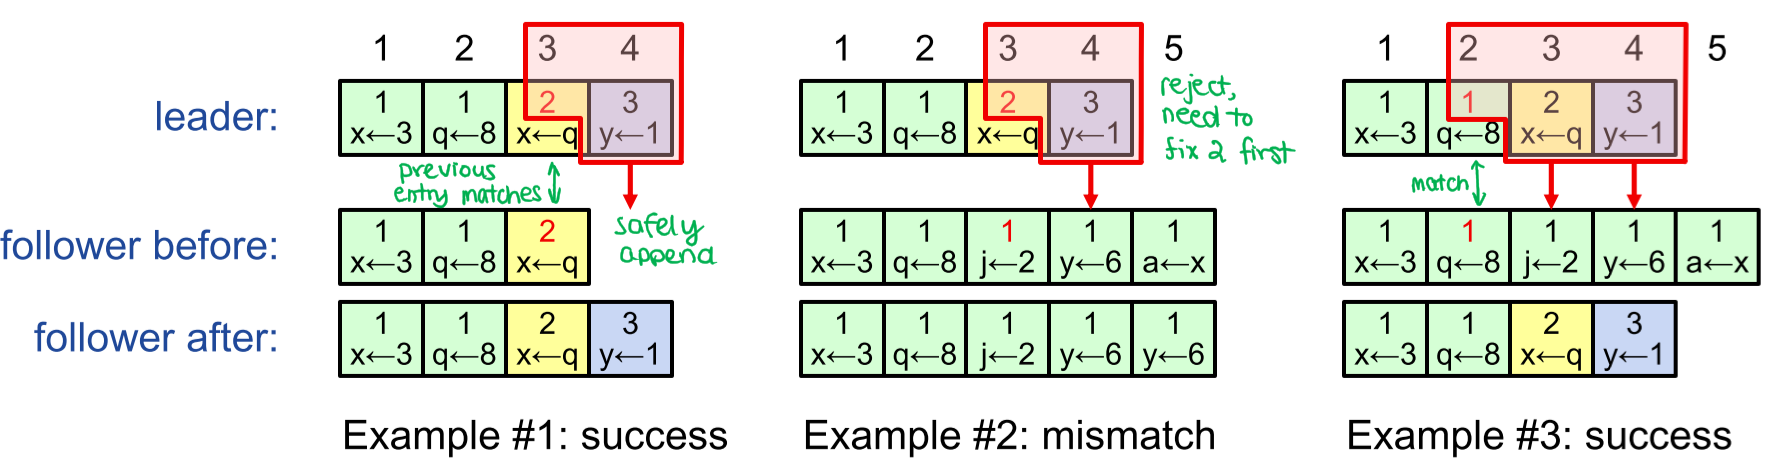 1 2 3 4
leader:
1 1 2 3
x←3 q←8 x←q y←1
previous
entry matches
follower before:
1 1 2
x←3 q←8 x←q
safely
append
follower after:
1 1 2 3
x←3 q←8 x←q y←1
Example #1: success
1 2 3 4 5
1 1 2 3
x←3 q←8 x←q y←1
reject,
need to
fix 2 first
1 1 1 1 1
x←3 q←8 j←2 y←6 a←x
1 1 1 1 1
x←3 q←8 j←2 y←6 y←6
Example #2: mismatch
1 2 3 4 5
1 1 2 3
x←3 q←8 x←q y←1
match
1 1 1 1 1
x←3 q←8 j←2 y←6 a←x
1 1 2 3
x←3 q←8 x←q y←1
Example #3: success